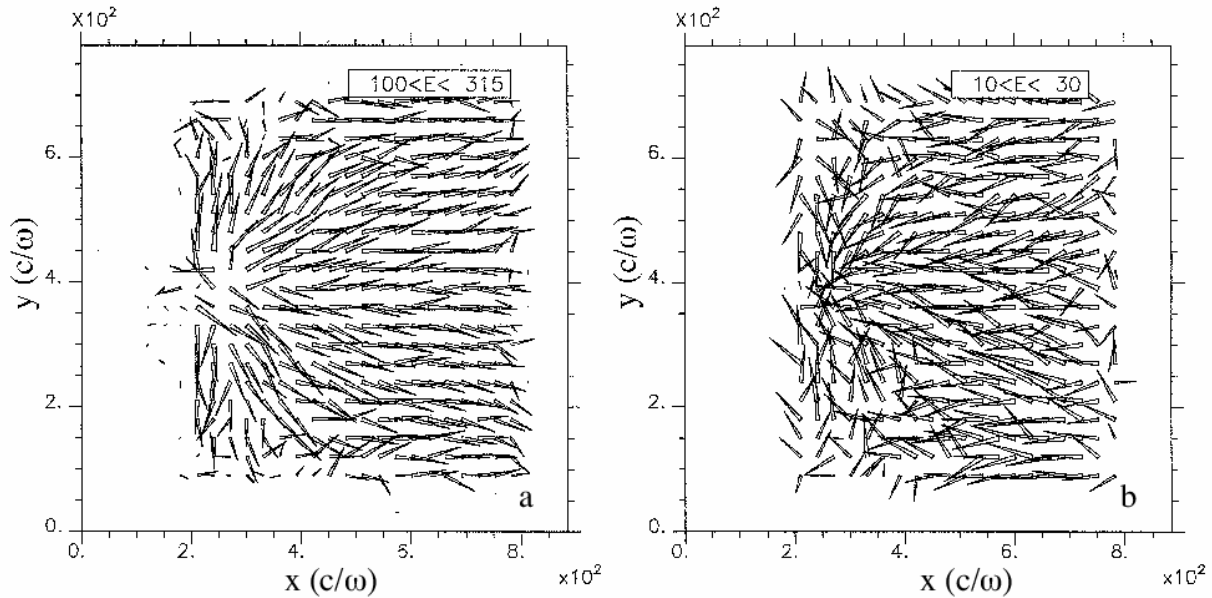 X10²
100<E< 315
6.
4.
2.
0.
y (c/ω)
a
0. 2. 4. 6. 8.
x10²
x (c/ω)
X10²
10<E< 30
6.
4.
2.
0.
y (c/ω)
b
0. 2. 4. 6. 8.
x10²
x (c/ω)